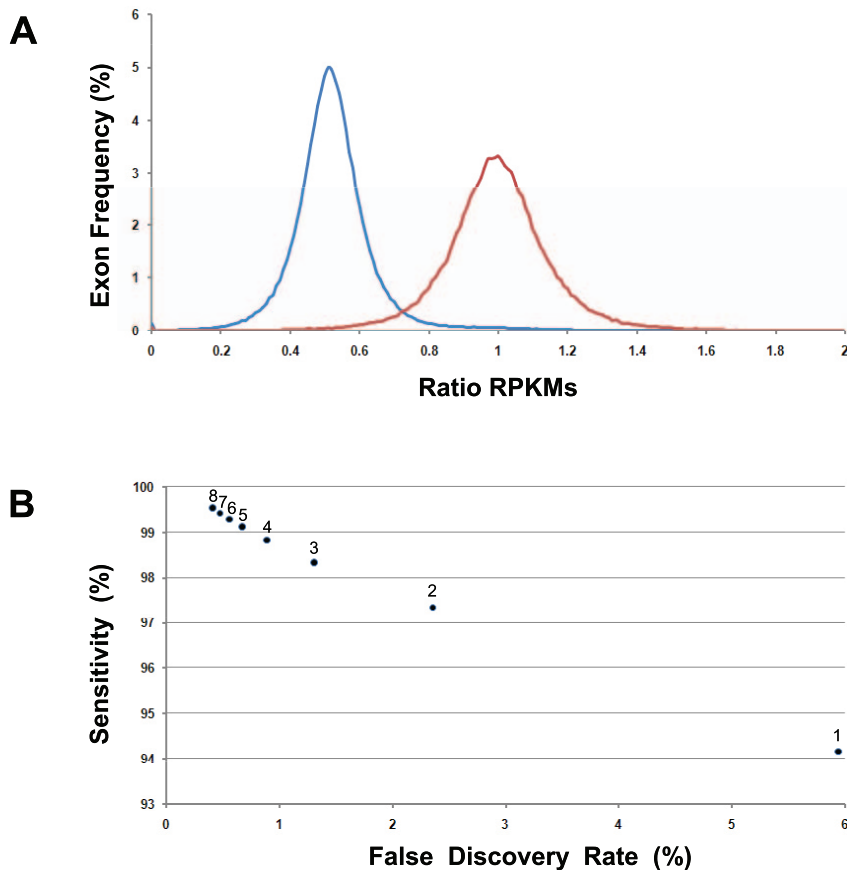 A
Exon Frequency (%)
6
5
4
3
2
1
0
0 0.2 0.4 0.6 0.8 1 1.2 1.4 1.6 1.8 2
Ratio RPKMs
B
Sensitivity (%)
100
99
98
97
96
95
94
93
8 7 6 5 4 3 2 1
0 1 2 3 4 5 6
False Discovery Rate (%)